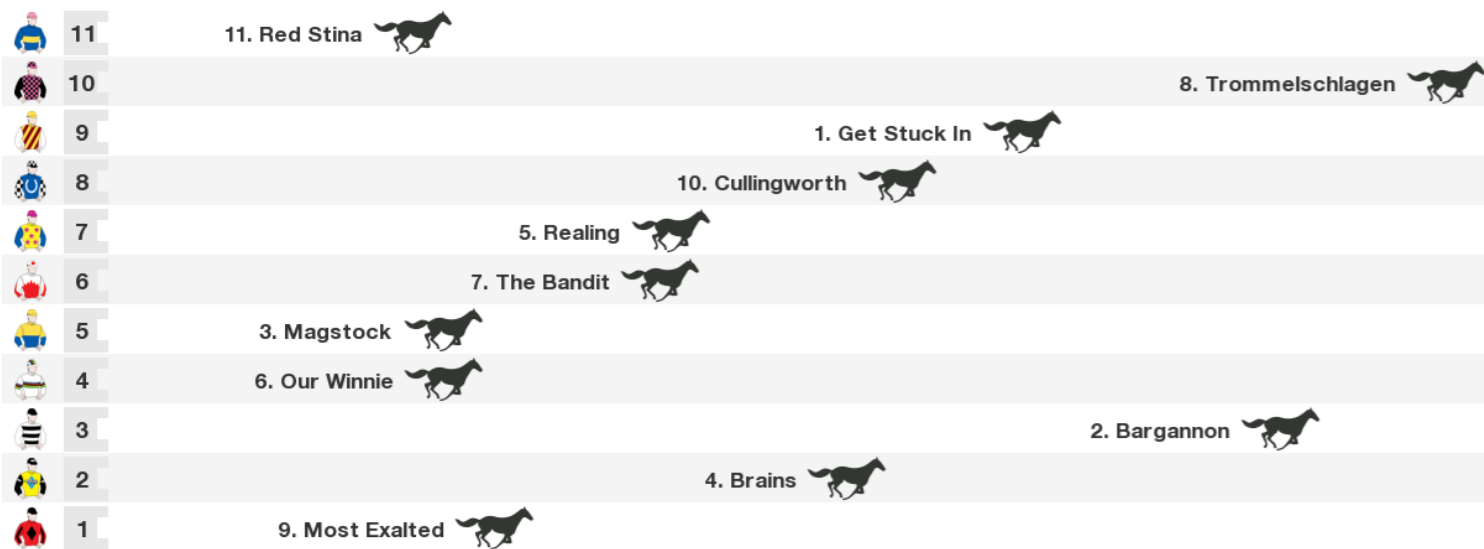 11 11. Red Stina
10 8. Trommelschlagen
9 1. Get Stuck In
8 10. Cullingworth
7 5. Realing
6 7. The Bandit
5 3. Magstock
4 6. Our Winnie
3 2. Bargannon
2 4. Brains
1 9. Most Exalted